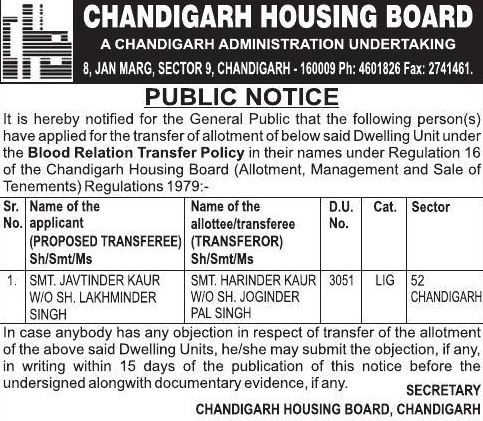 CHANDIGARH HOUSING BOARD
A CHANDIGARH ADMINISTRATION UNDERTAKING
8, JAN MARG, SECTOR 9, CHANDIGARH - 160009 Ph: 4601826 Fax: 2741461.
PUBLIC NOTICE
It is hereby notified for the General Public that the following person(s)
have applied for the transfer of allotment of below said Dwelling Unit under
the Blood Relation Transfer Policy in their names under Regulation 16
of the Chandigarh Housing Board (Allotment, Management and Sale of
Tenements) Regulations 1979:-
Sr. No. Name of the applicant (PROPOSED TRANSFEREE) Sh/Smt/Ms Name of the allottee/transferee (TRANSFEROR) Sh/Smt/Ms D.U. No. Cat. Sector
1. SMT. JAVTINDER KAUR W/O SH. LAKHMINDER SINGH SMT. HARINDER KAUR W/O SH. JOGINDER PAL SINGH 3051 LIG 52 CHANDIGARH
In case anybody has any objection in respect of transfer of the allotment
of the above said Dwelling Units, he/she may submit the objection, if any,
in writing within 15 days of the publication of this notice before the
undersigned alongwith documentary evidence, if any.
SECRETARY
CHANDIGARH HOUSING BOARD, CHANDIGARH